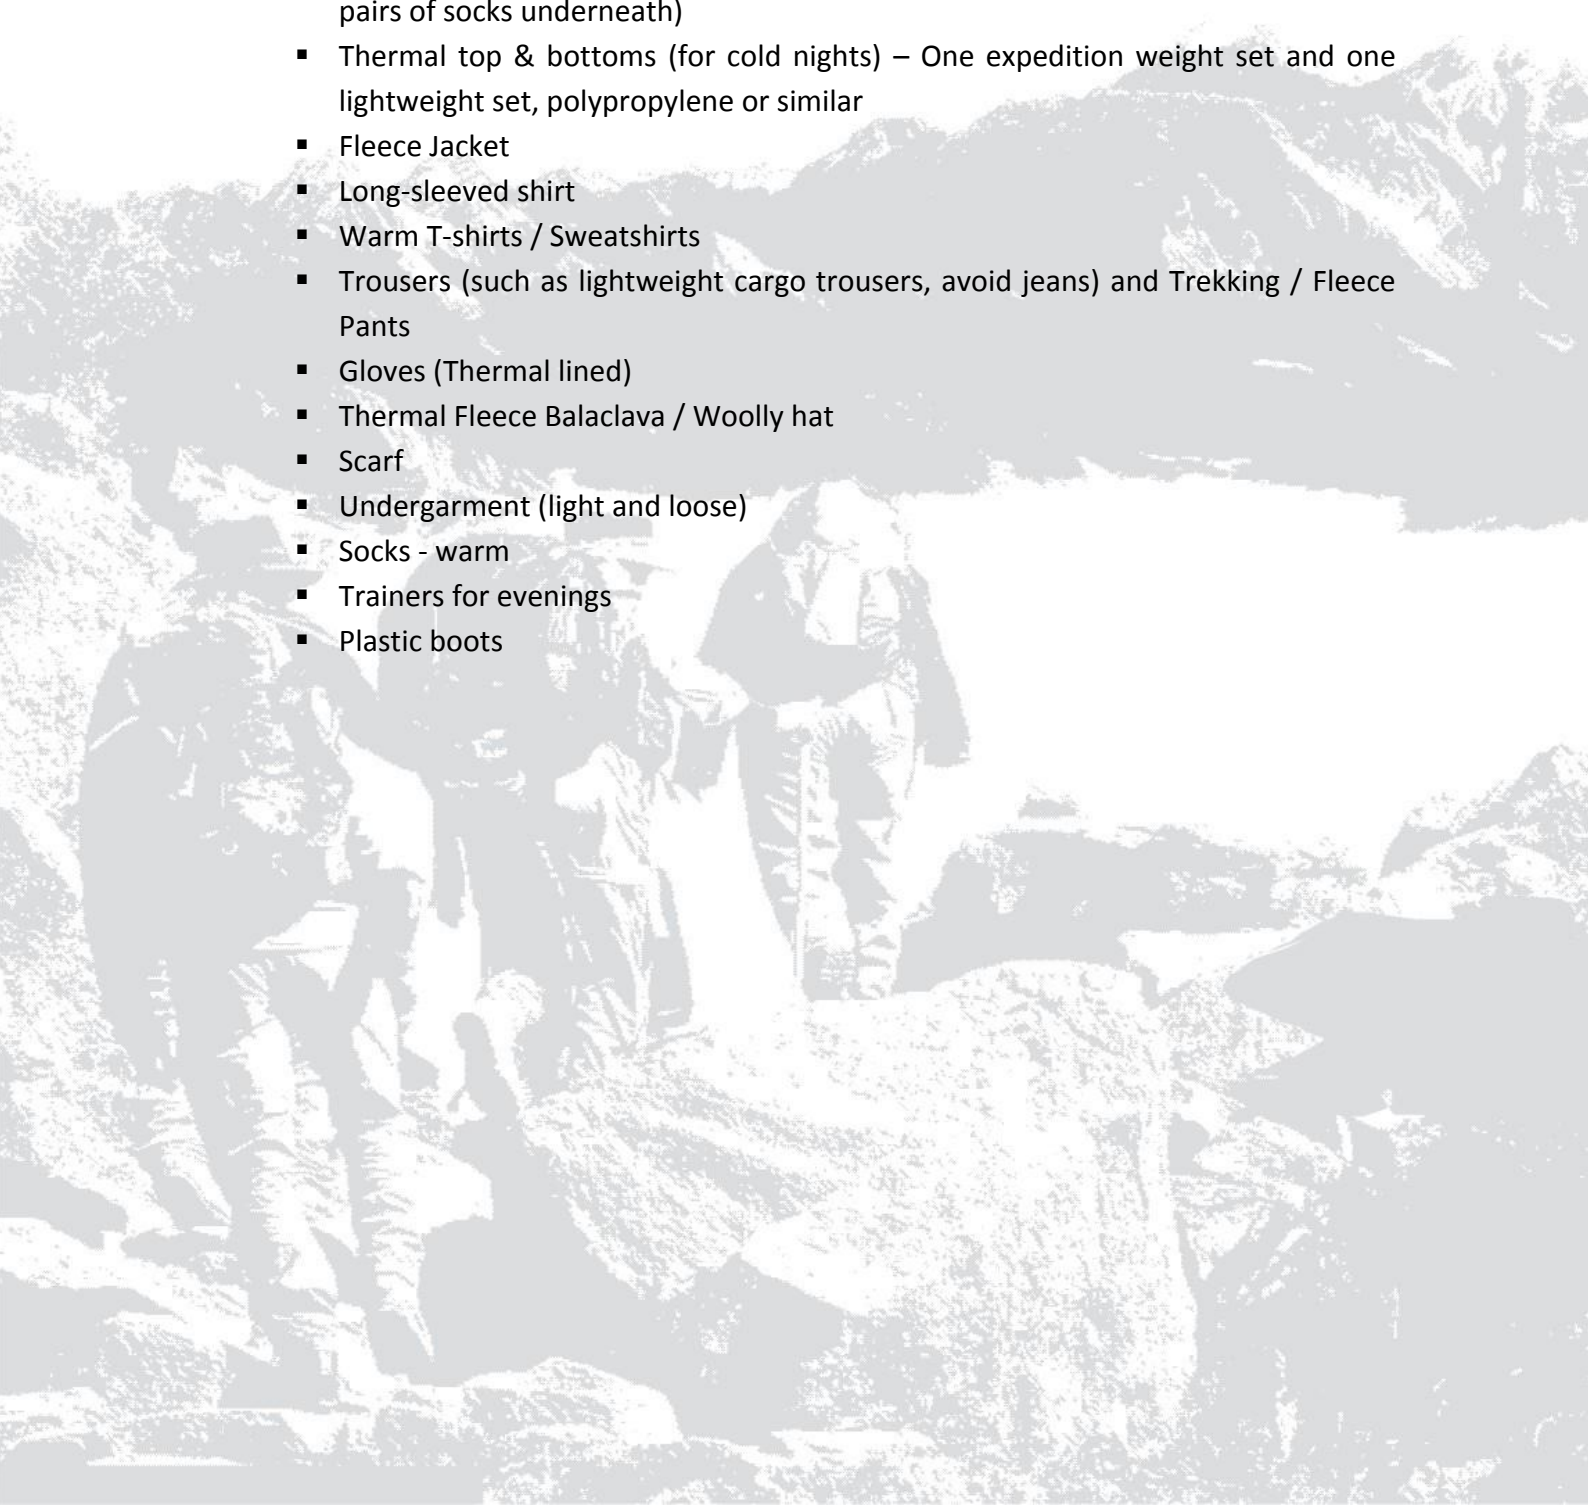 pairs of socks underneath)
▪ Thermal top & bottoms (for cold nights) – One expedition weight set and one
lightweight set, polypropylene or similar
▪ Fleece Jacket
▪ Long-sleeved shirt
▪ Warm T-shirts / Sweatshirts
▪ Trousers (such as lightweight cargo trousers, avoid jeans) and Trekking / Fleece
Pants
▪ Gloves (Thermal lined)
▪ Thermal Fleece Balaclava / Woolly hat
▪ Scarf
▪ Undergarment (light and loose)
▪ Socks - warm
▪ Trainers for evenings
▪ Plastic boots